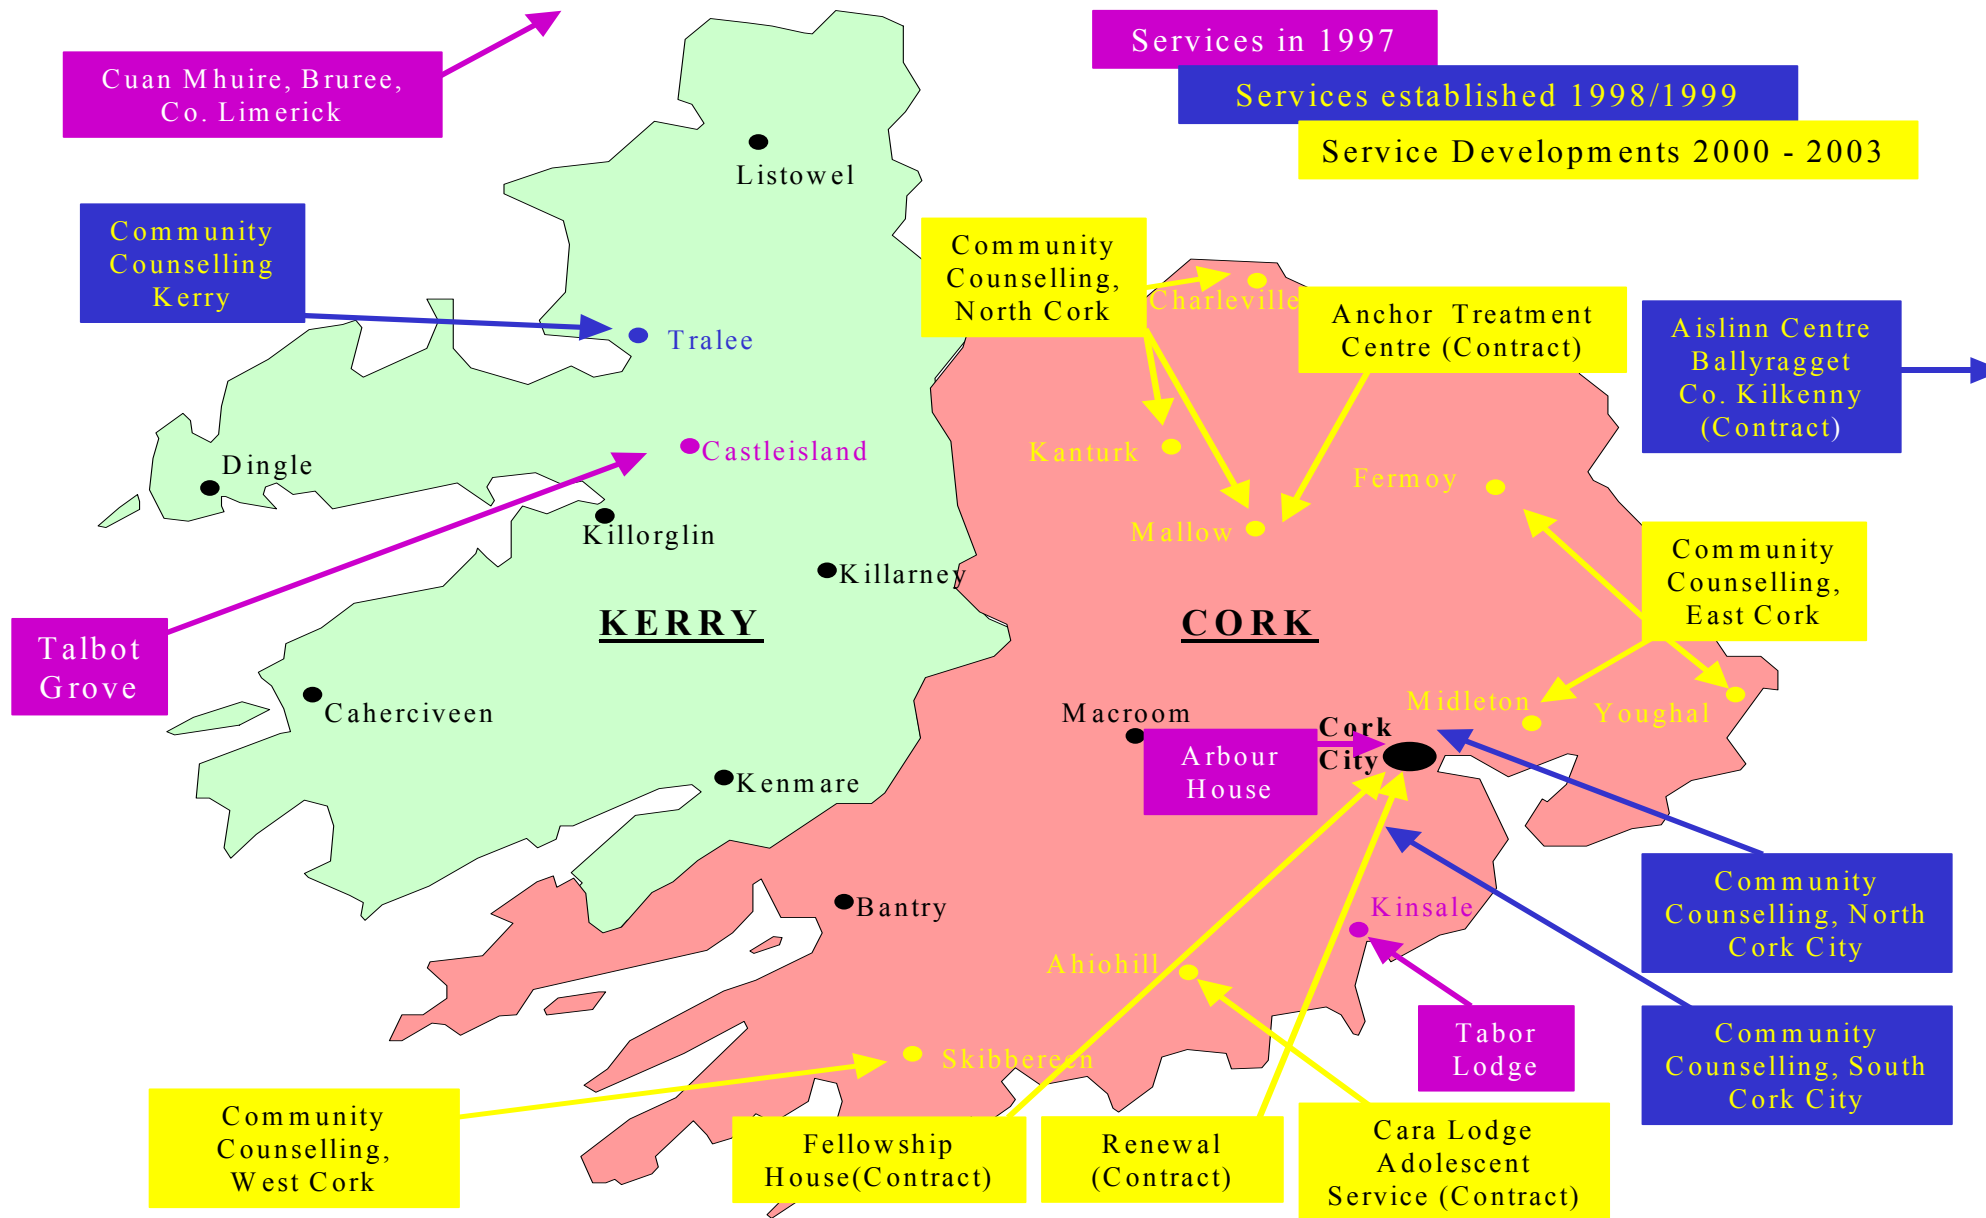 Services in 1997
Cuan Mhuire, Bruree,
Co. Limerick
Services established 1998/1999
Service Developments 2000 - 2003
Listowel
Community
Counselling
Kerry
Community
Counselling,
North Cork
Charleville
Anchor Treatment
Centre (Contract)
Aislinn Centre
Ballyragget
Co. Kilkenny
(Contract)
Tralee
Castleisland
Kanturk
Dingle
Fermoy
Killorglin
Mallow
Killarney
Community
Counselling,
East Cork
KERRY
CORK
Talbot
Grove
Caherciveen
Macroom
Midleton
Youghal
Cork
City
Arbour
House
Kenmare
Bantry
Kinsale
Community
Counselling, North
Cork City
Ahiohill
Tabor
Lodge
Community
Counselling, South
Cork City
Skibbereen
Community
Counselling,
West Cork
Fellowship
House(Contract)
Renewal
(Contract)
Cara Lodge
Adolescent
Service (Contract)